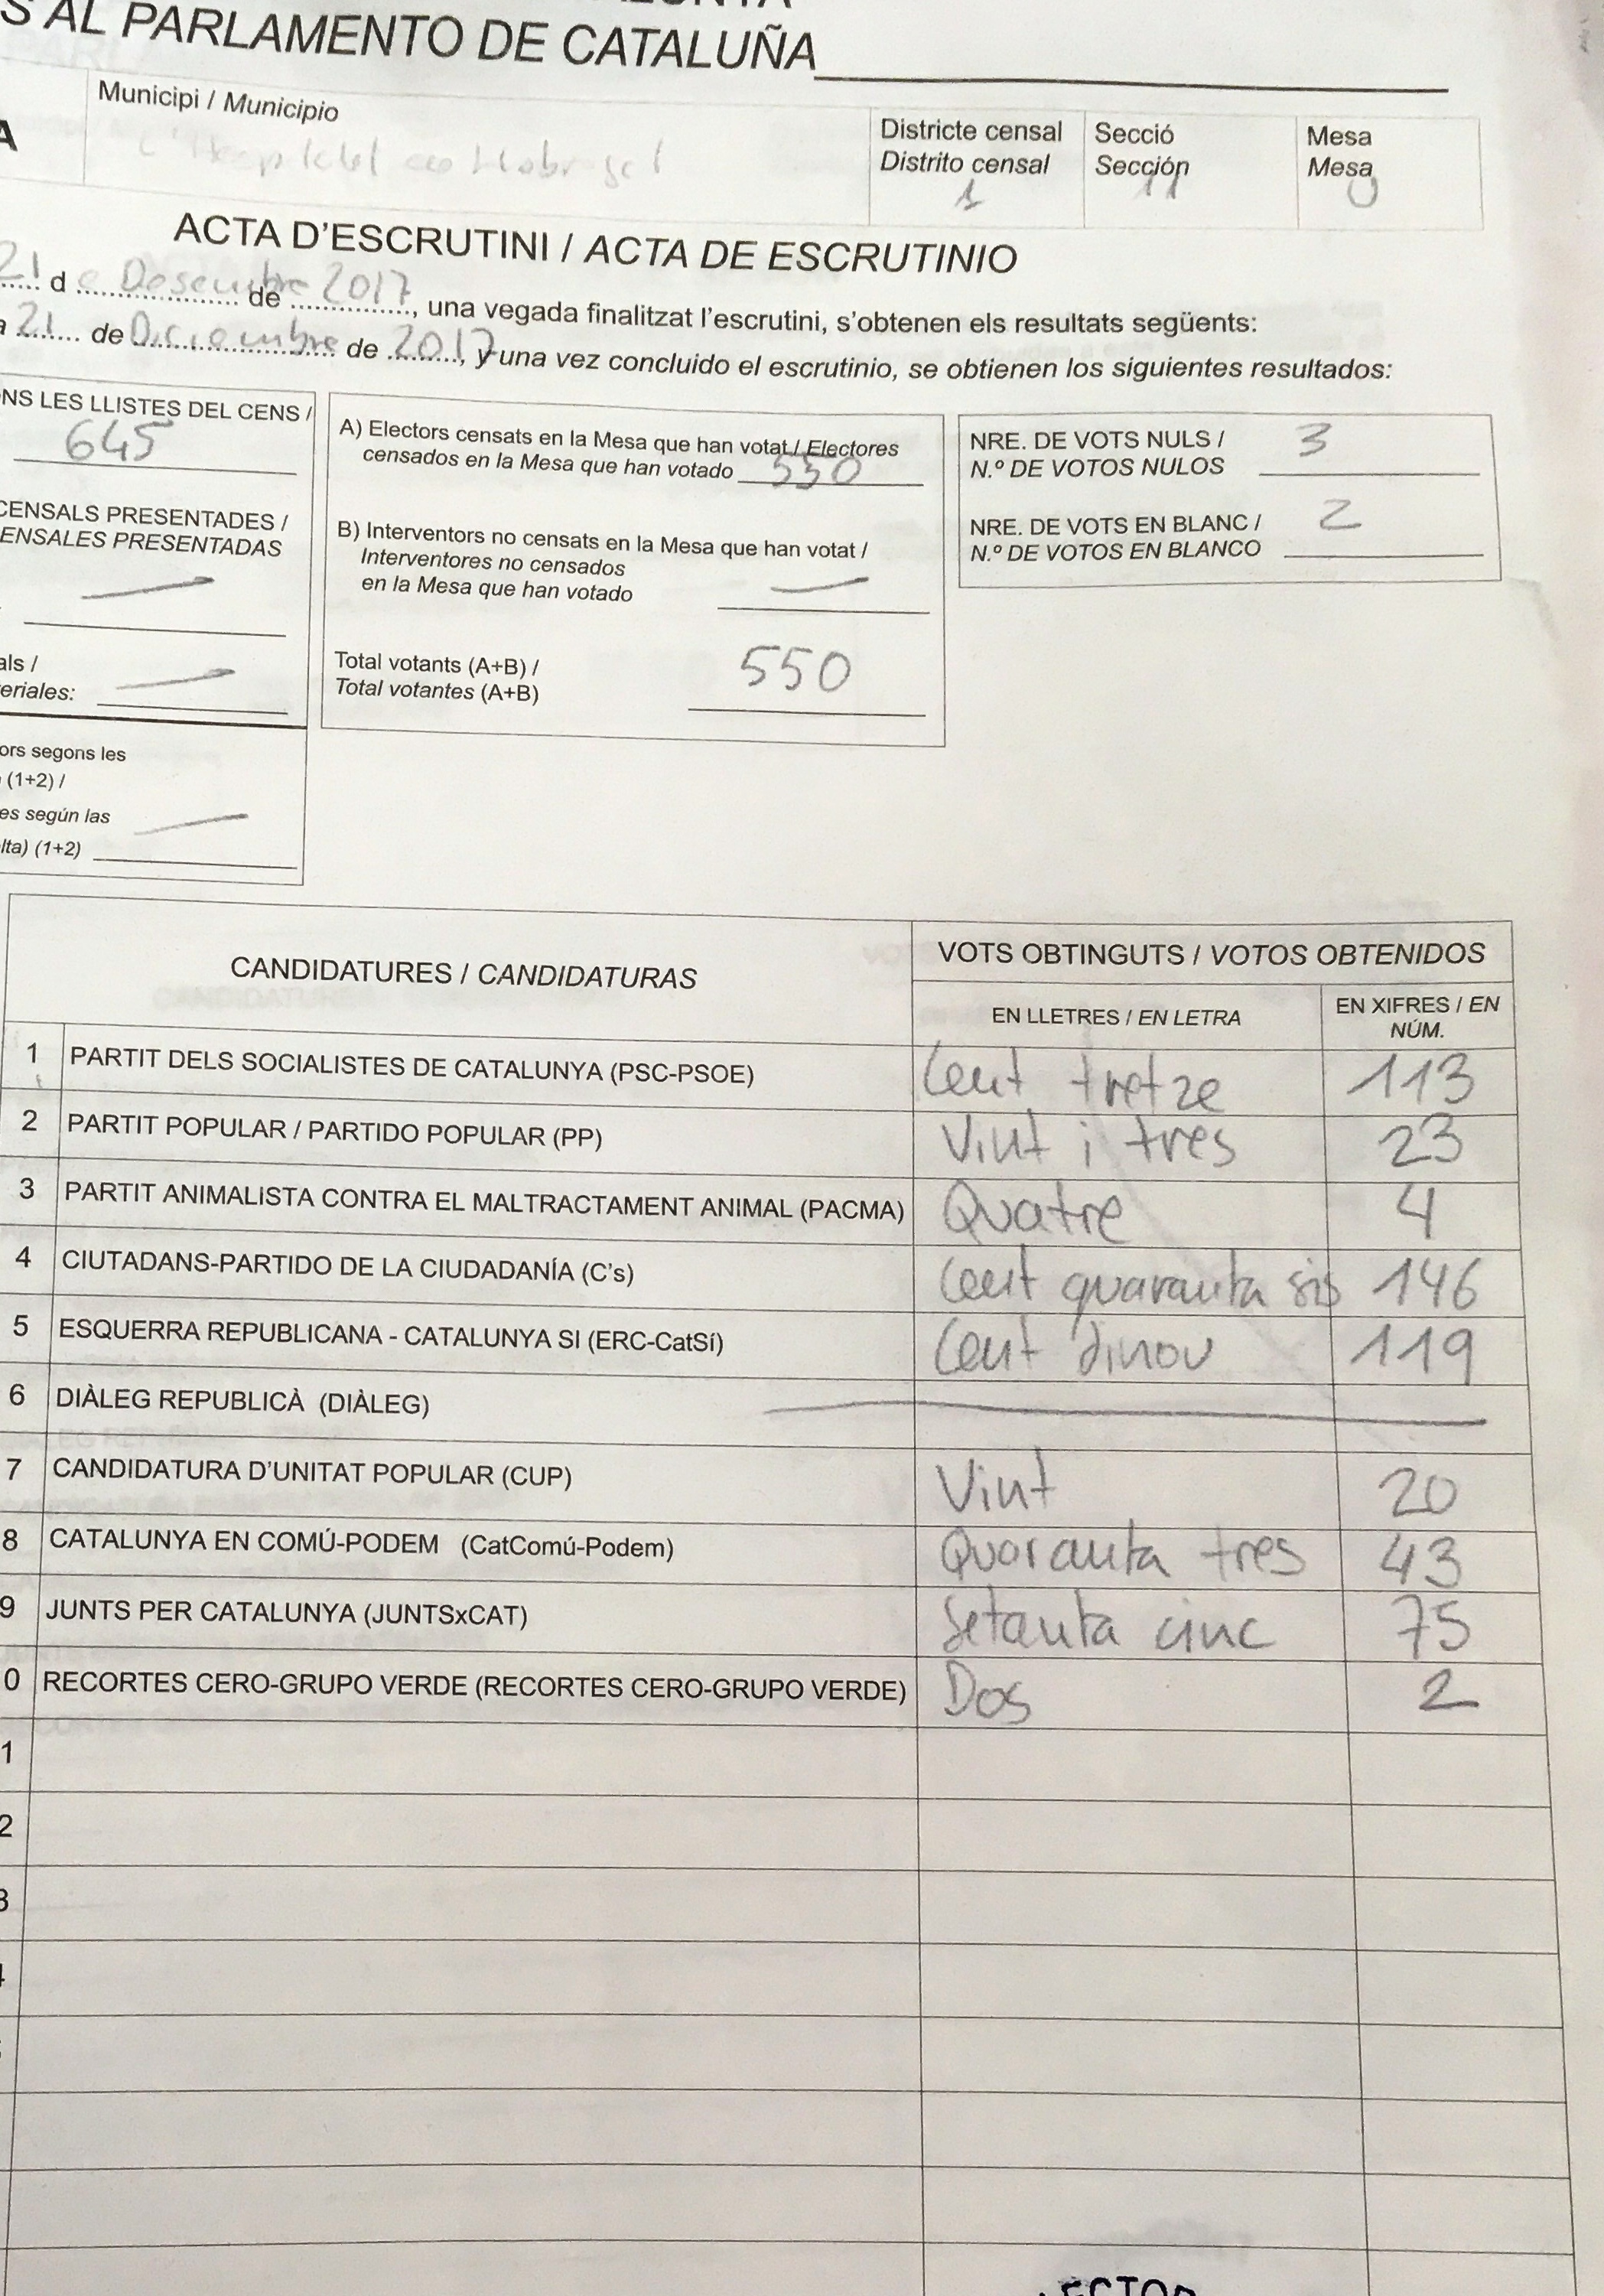 S AL PARLAMENTO DE CATALUÑA
A
Municipi / Municipio
Districte censal
Distrito censal
1
Secció
Sección
11
Mesa
Mesa
0
ACTA D'ESCRUTINI / ACTA DE ESCRUTINIO
21 d e Desembre de 2017, una vegada finalitzat l'escrutini, s'obtenen els resultats següents:
a 21 de Diciembre de 2017, y una vez concluido el escrutinio, se obtienen los siguientes resultados:
NS LES LLISTES DEL CENS /
645
CENSALS PRESENTADES /
ENSALES PRESENTADAS
als /
eriales:
ors segons les
(1+2) /
es según las
lta) (1+2)
A) Electors censats en la Mesa que han votat / Electores
censados en la Mesa que han votado 550
B) Interventors no censats en la Mesa que han votat /
Interventores no censados
en la Mesa que han votado
Total votants (A+B) /
Total votantes (A+B)
550
NRE. DE VOTS NULS /
N.º DE VOTOS NULOS
3
NRE. DE VOTS EN BLANC /
N.º DE VOTOS EN BLANCO
2
CANDIDATURES / CANDIDATURAS
VOTS OBTINGUTS / VOTOS OBTENIDOS
EN LLETRES / EN LETRA
EN XIFRES / EN
NÚM.
1 PARTIT DELS SOCIALISTES DE CATALUNYA (PSC-PSOE) Cent tretze 113
2 PARTIT POPULAR / PARTIDO POPULAR (PP) Vint i tres 23
3 PARTIT ANIMALISTA CONTRA EL MALTRACTAMENT ANIMAL (PACMA) Quatre 4
4 CIUTADANS-PARTIDO DE LA CIUDADANÍA (C's) Cent quaranta sis 146
5 ESQUERRA REPUBLICANA - CATALUNYA SI (ERC-CatSí) Cent dinou 119
6 DIÀLEG REPUBLICÀ (DIÀLEG)
7 CANDIDATURA D'UNITAT POPULAR (CUP) Vint 20
8 CATALUNYA EN COMÚ-PODEM (CatComú-Podem) Quoranta tres 43
9 JUNTS PER CATALUNYA (JUNTSxCAT) Setanta cinc 75
0 RECORTES CERO-GRUPO VERDE (RECORTES CERO-GRUPO VERDE) Dos 2
1
2
3
4